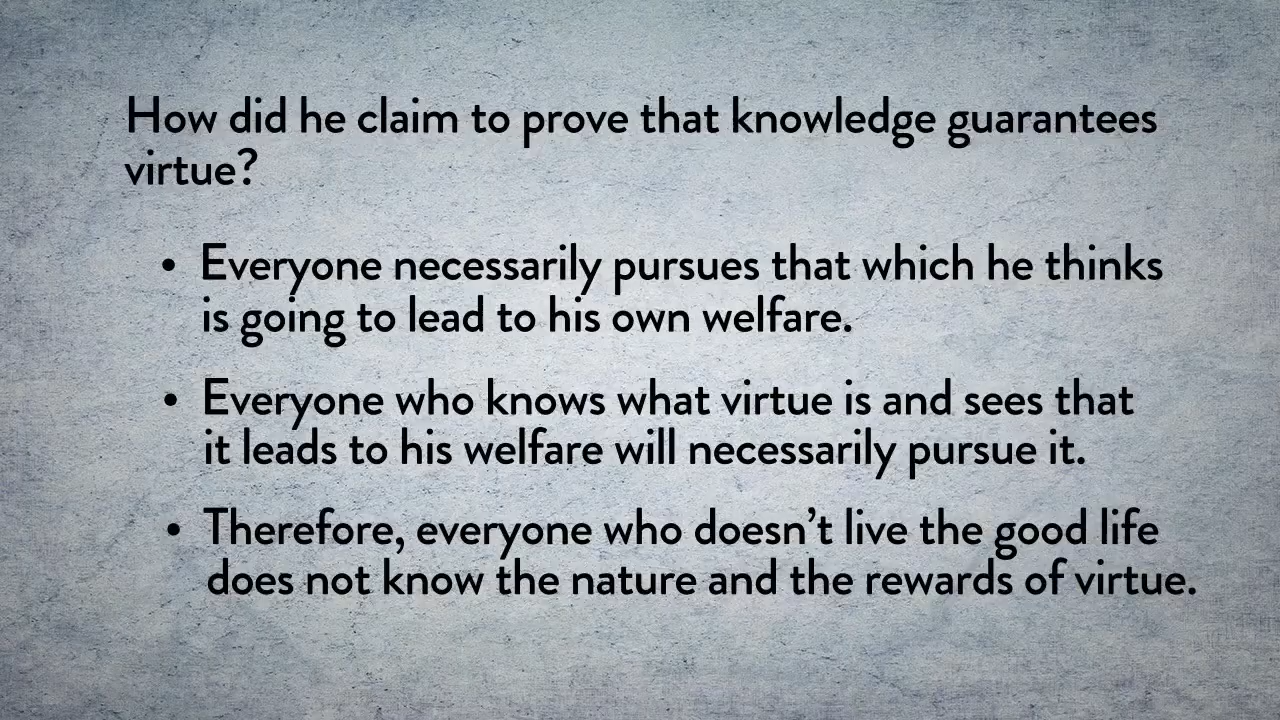 How did he claim to prove that knowledge guarantees
virtue?
• Everyone necessarily pursues that which he thinks
is going to lead to his own welfare.
• Everyone who knows what virtue is and sees that
it leads to his welfare will necessarily pursue it.
• Therefore, everyone who doesn’t live the good life
does not know the nature and the rewards of virtue.